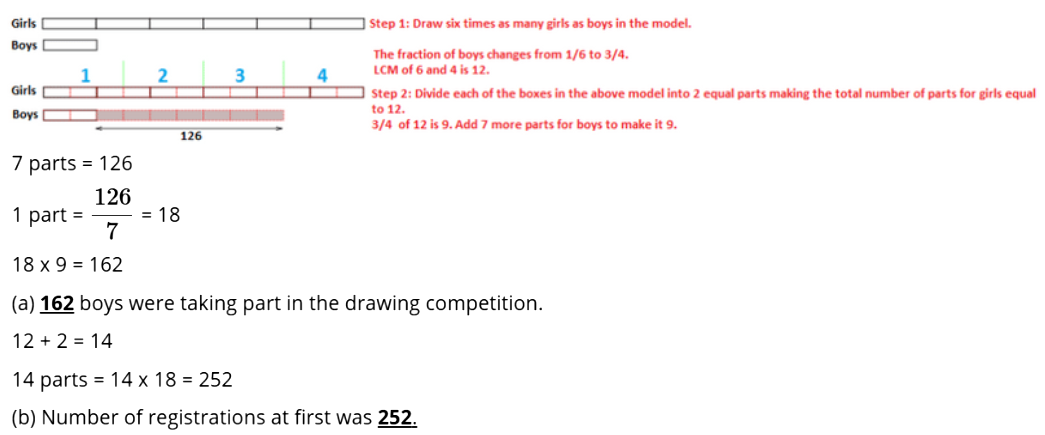 Girls
Step 1: Draw six times as many girls as boys in the model.
Boys
The fraction of boys changes from 1/6 to 3/4.
LCM of 6 and 4 is 12.
1 2 3 4
Girls
Step 2: Divide each of the boxes in the above model into 2 equal parts making the total number of parts for girls equal
to 12.
Boys
3/4 of 12 is 9. Add 7 more parts for boys to make it 9.
126
7 parts = 126
1 part = 126/7 = 18
18 x 9 = 162
(a) 162 boys were taking part in the drawing competition.
12 + 2 = 14
14 parts = 14 x 18 = 252
(b) Number of registrations at first was 252.